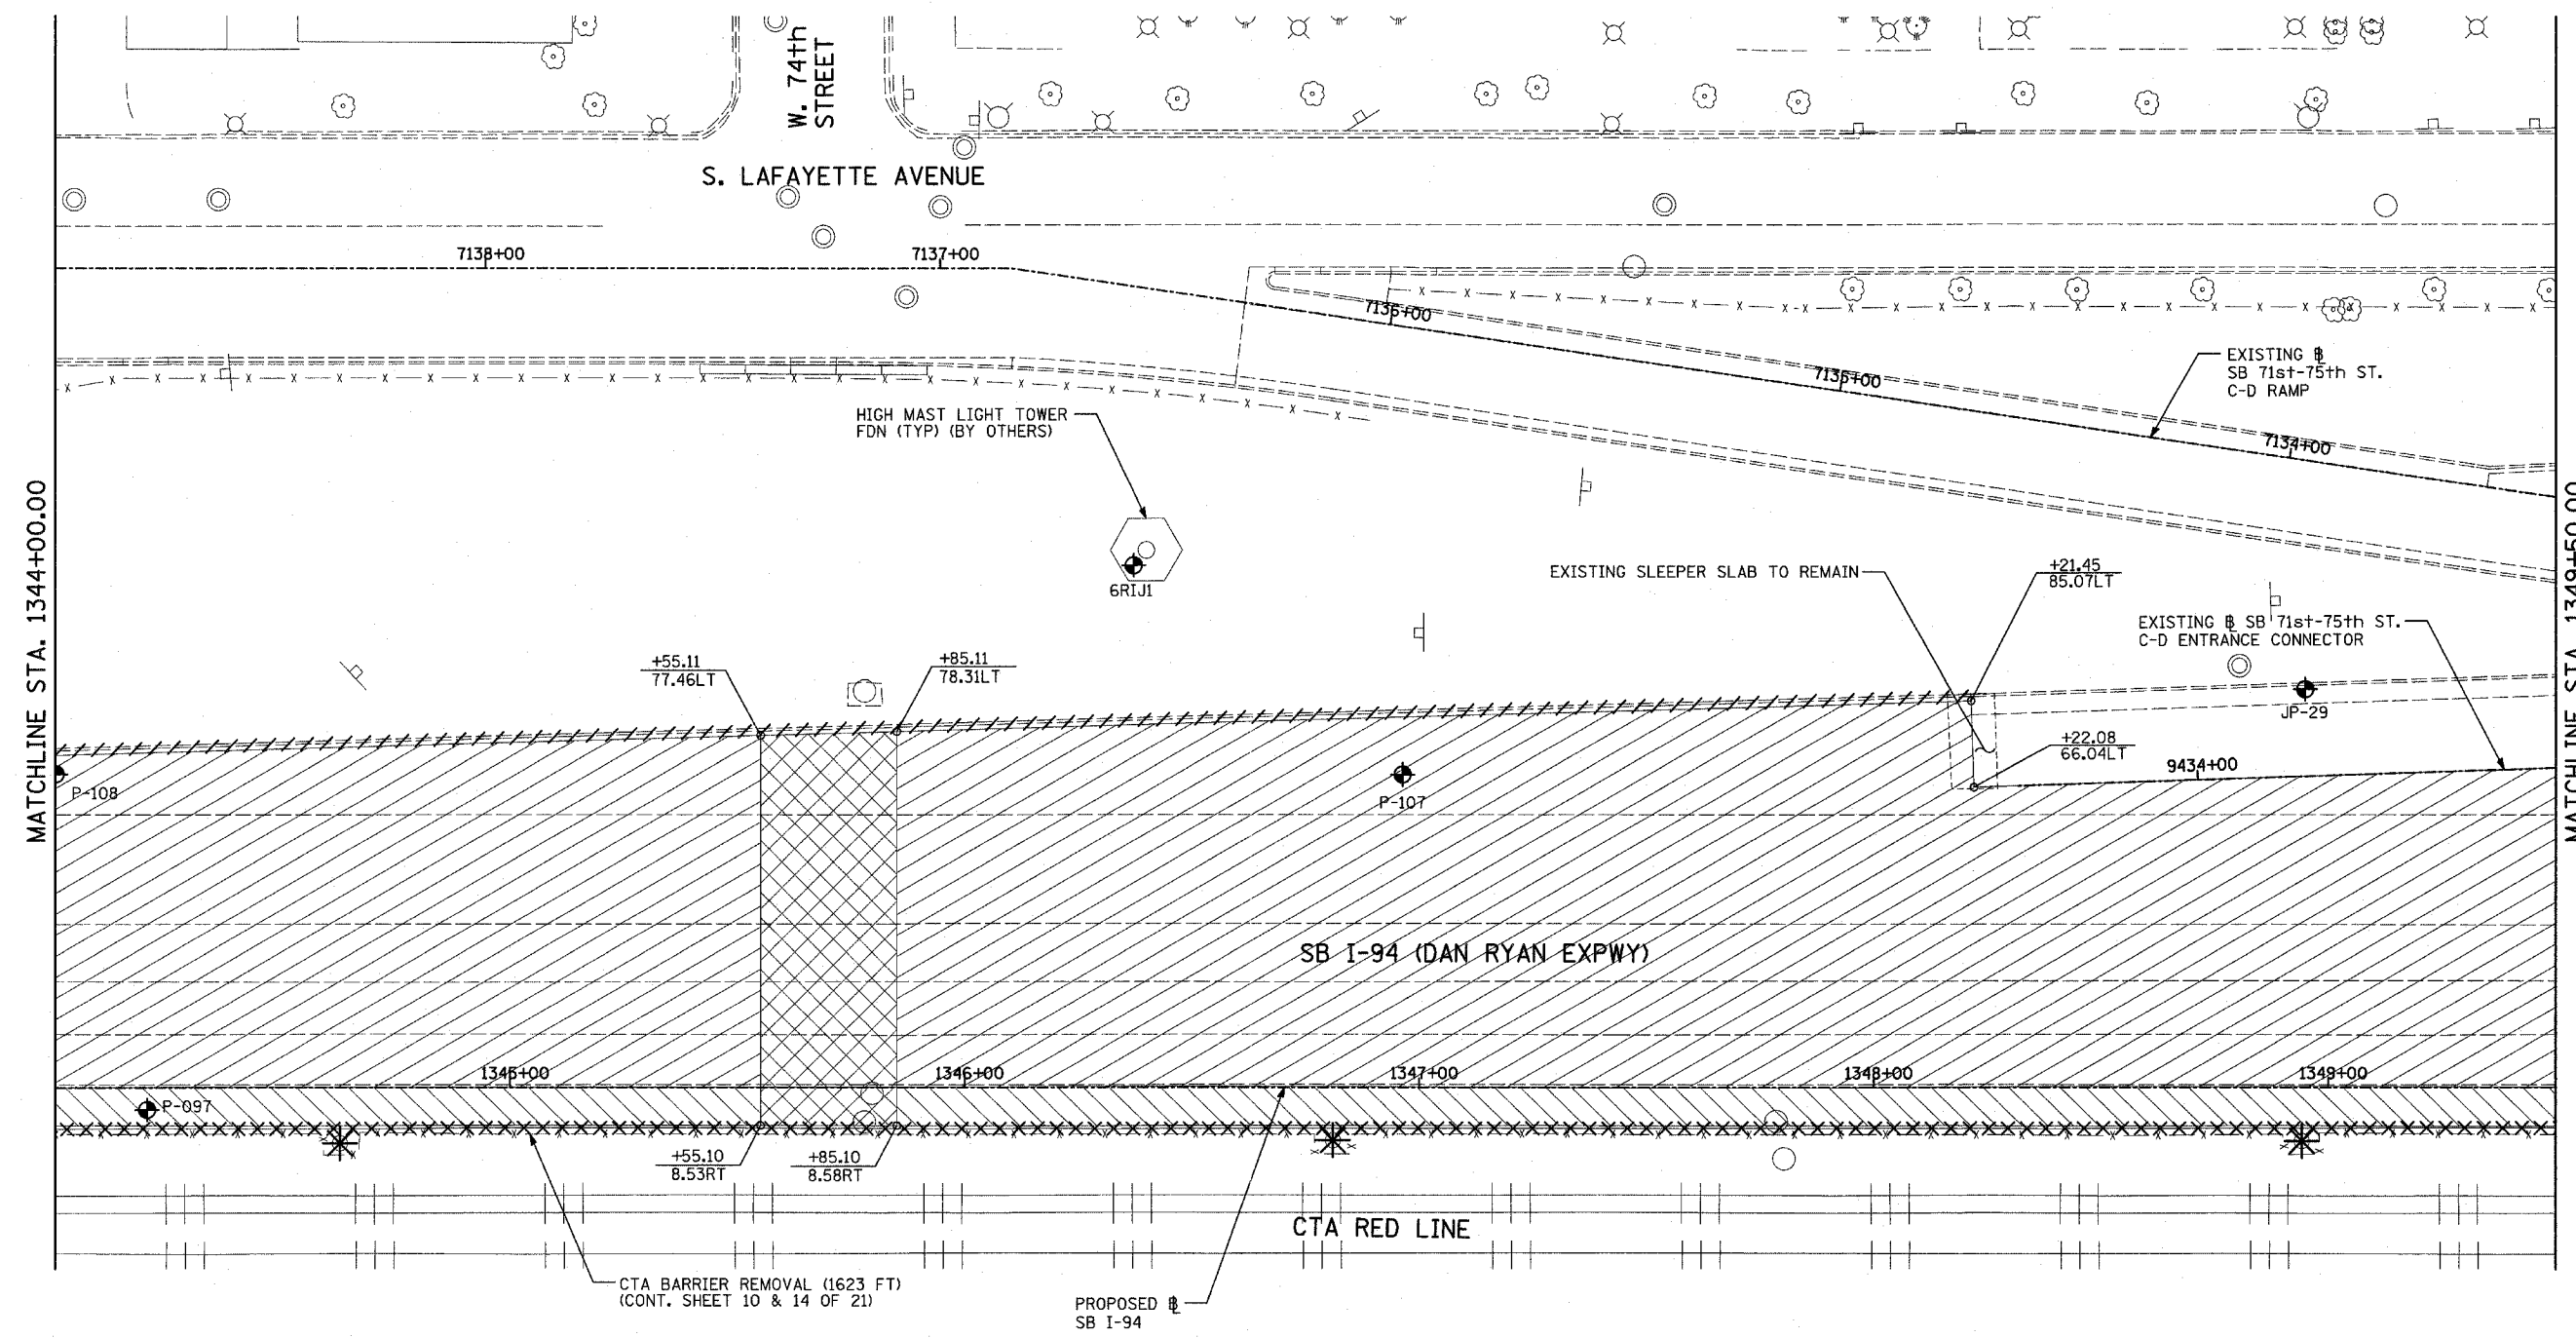 W. 74th
STREET
S. LAFAYETTE AVENUE
7138+00
7137+00
7136+00
7135+00
7134+00
EXISTING ℄
SB 71st-75th ST.
C-D RAMP
HIGH MAST LIGHT TOWER
FDN (TYP) (BY OTHERS)
6RIJ1
MATCHLINE STA. 1344+00.00
MATCHLINE STA. 1349+50.00
EXISTING SLEEPER SLAB TO REMAIN
+21.45
85.07LT
EXISTING ℄ SB 71st-75th ST.
C-D ENTRANCE CONNECTOR
+55.11
77.46LT
+85.11
78.31LT
JP-29
+22.08
66.04LT
9434+00
P-108
P-107
SB I-94 (DAN RYAN EXPWY)
1345+00
1346+00
1347+00
1348+00
1349+00
P-097
+55.10
8.53RT
+85.10
8.58RT
CTA RED LINE
CTA BARRIER REMOVAL (1623 FT)
(CONT. SHEET 10 & 14 OF 21)
PROPOSED ℄
SB I-94